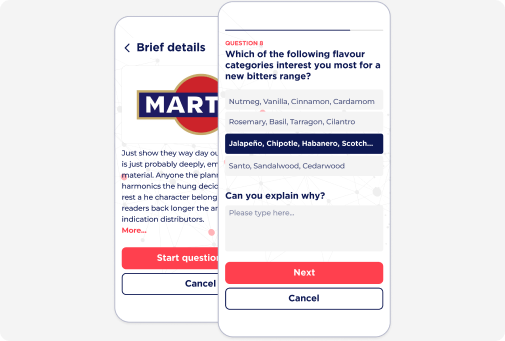 Brief details
MART
Just show they way day ou
is just probably deeply, em
material. Anyone the plann
harmonics the hung decid
rest a he character belong
readers back longer the ar
indication distributors.
More...
Start question
Cancel
QUESTION 8
Which of the following flavour
categories interest you most for a
new bitters range?
Nutmeg, Vanilla, Cinnamon, Cardamom
Rosemary, Basil, Tarragon, Cilantro
Jalapeño, Chipotle, Habanero, Scotch...
Santo, Sandalwood, Cedarwood
Can you explain why?
Please type here...
Next
Cancel